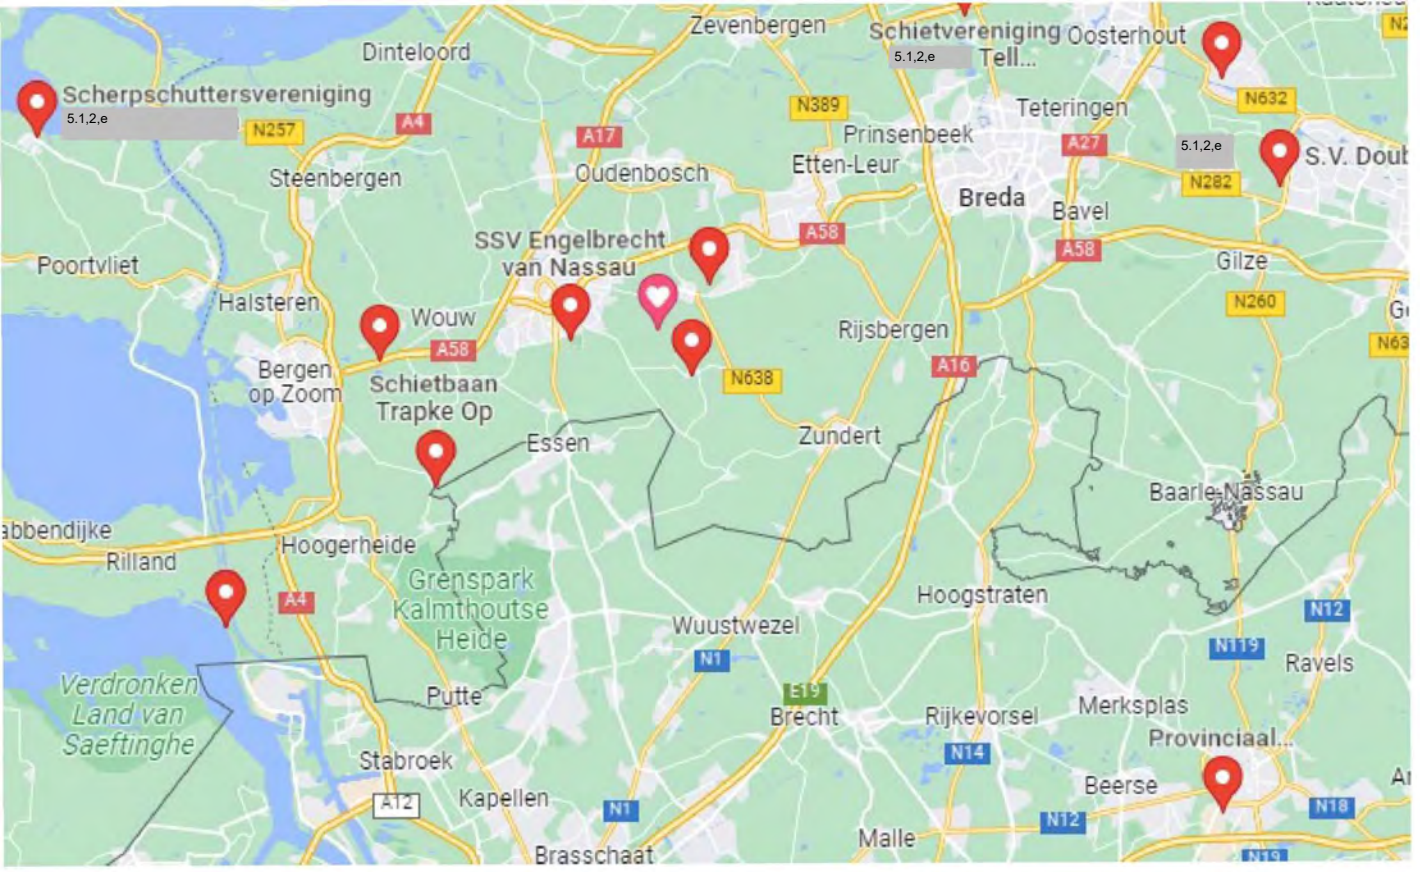 Zevenbergen
Schietvereniging
5.1,2,e
Tell...
Oosterhout
Dinteloord
Scherpschuttersvereniging
5.1,2,e
N257
A4
A17
N389
Teteringen
N632
Prinsenbeek
A27
5.1,2,e
S.V. Doub
Steenbergen
Oudenbosch
Etten-Leur
N282
Breda
Bavel
A58
SSV Engelbrecht
van Nassau
A58
Gilze
Poortvliet
Halsteren
N260
Wouw
A58
Rijsbergen
N63
Bergen
op Zoom
Schietbaan
Trapke Op
N638
A16
Essen
Zundert
Baarle-Nassau
abbendijke
Rilland
Hoogerheide
Grenspark
Kalmthoutse
Heide
A4
Hoogstraten
N12
Wuustwezel
N1
N119
Ravels
Verdronken
Land van
Saeftinghe
Putte
E19
Brecht
Rijkevorsel
Merksplas
Provinciaal...
Stabroek
N14
A12
Kapellen
N1
Beerse
N12
N18
Malle
Brasschaat
N19